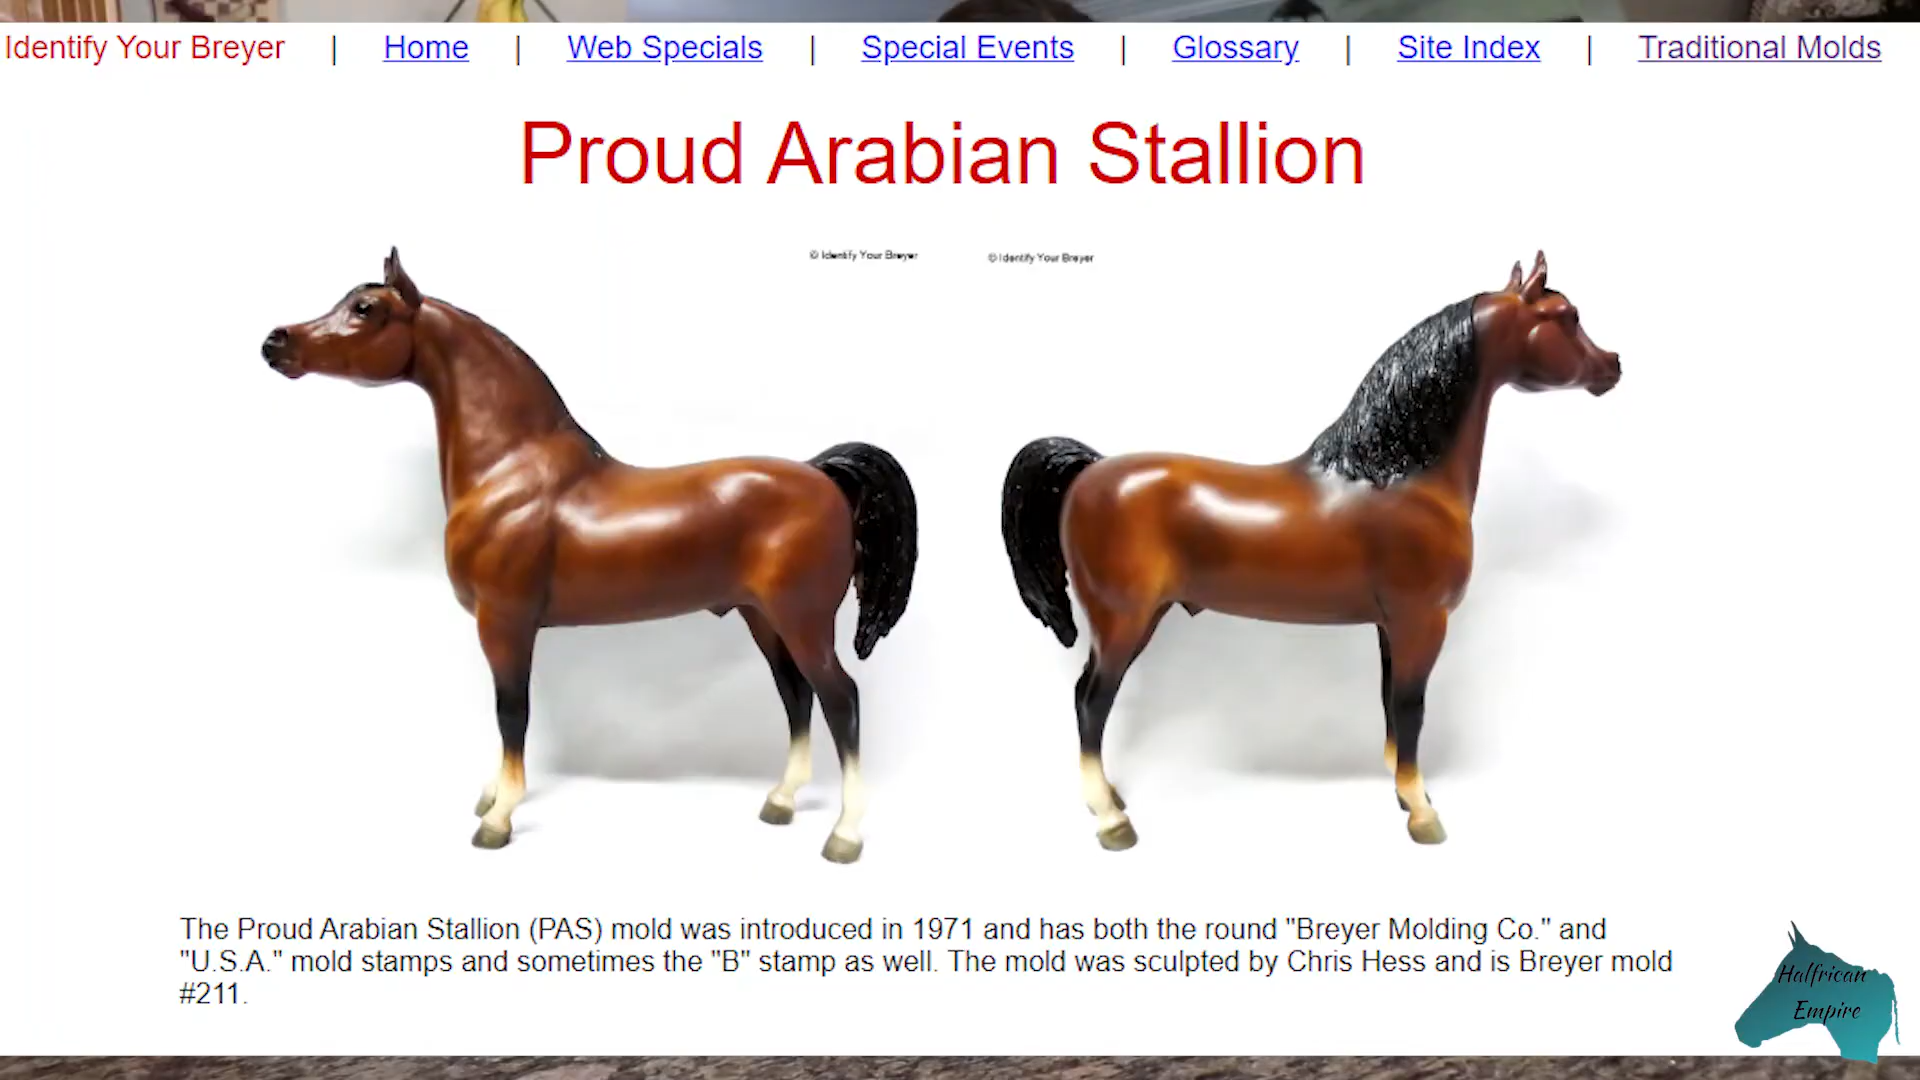 Identify Your Breyer | Home | Web Specials | Special Events | Glossary | Site Index | Traditional Molds
Proud Arabian Stallion
© Identify Your Breyer © Identify Your Breyer
The Proud Arabian Stallion (PAS) mold was introduced in 1971 and has both the round "Breyer Molding Co." and
"U.S.A." mold stamps and sometimes the "B" stamp as well. The mold was sculpted by Chris Hess and is Breyer mold
#211.
Halfrican
Empire